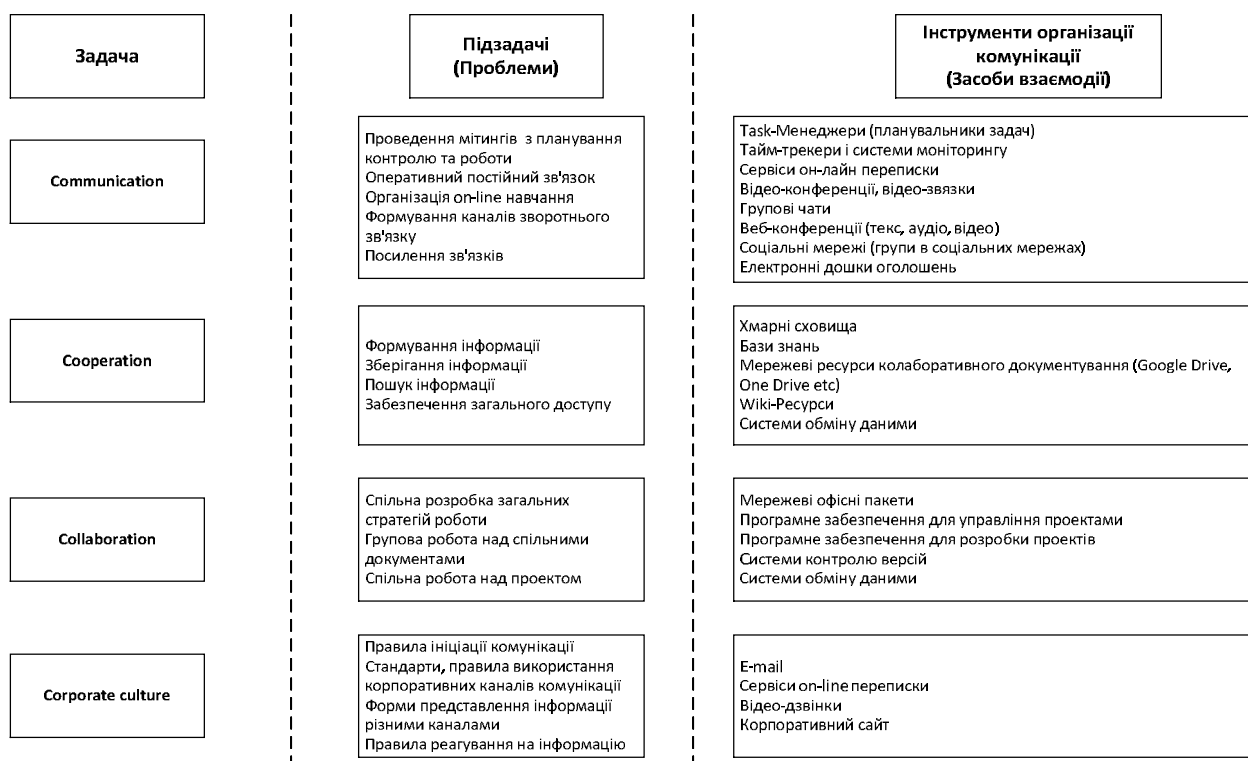 Задача
Підзадачі
(Проблеми)
Інструменти організації
комунікації
(Засоби взаємодії)
Communication
Проведення мітингів з планування
контролю та роботи
Оперативний постійний зв'язок
Організація on-line навчання
Формування каналів зворотнього
зв'язку
Посилення зв'язків
Task-Менеджери (планувальники задач)
Тайм-трекери і системи моніторингу
Сервіси он-лайн переписки
Відео-конференції, відео-звязки
Групові чати
Веб-конференції (текс, аудіо, відео)
Соціальні мережі (групи в соціальних мережах)
Електронні дошки оголошень
Cooperation
Формування інформації
Зберігання інформації
Пошук інформації
Забезпечення загального доступу
Хмарні сховища
Бази знань
Мережеві ресурси колаборативного документування (Google Drive,
One Drive etc)
Wiki-Ресурси
Системи обміну даними
Collaboration
Спільна розробка загальних
стратегій роботи
Групова робота над спільними
документами
Спільна робота над проектом
Мережеві офісні пакети
Програмне забезпечення для управління проектами
Програмне забезпечення для розробки проектів
Системи контролю версій
Системи обміну даними
Corporate culture
Правила ініціації комунікації
Стандарти, правила використання
корпоративних каналів комунікації
Форми представлення інформації
різними каналами
Правила реагування на інформацію
E-mail
Сервіси on-line переписки
Відео-дзвінки
Корпоративний сайт